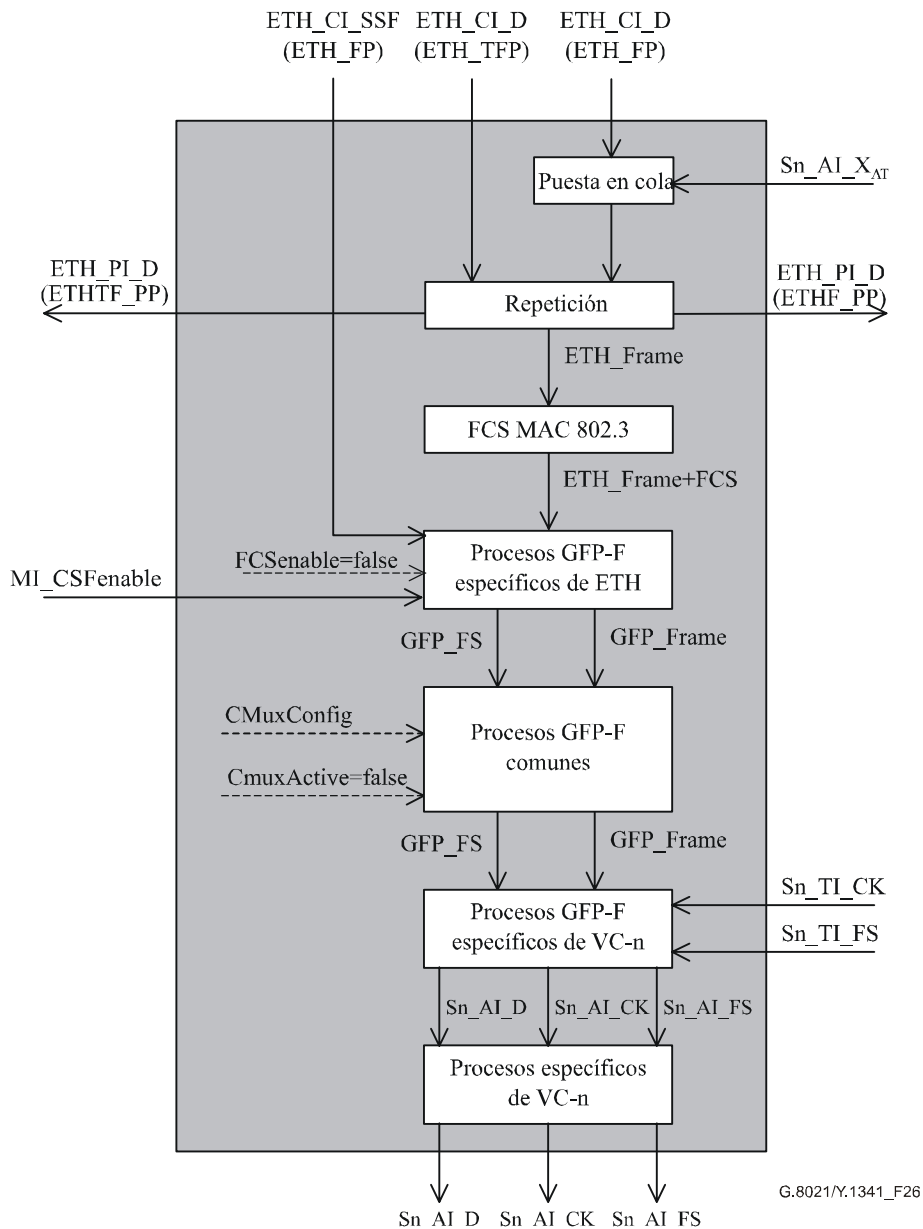 ETH_CI_SSF
(ETH_FP)
ETH_CI_D
(ETH_TFP)
ETH_CI_D
(ETH_FP)
Puesta en cola
Sn_AI_X_AT
ETH_PI_D
(ETHTF_PP)
Repetición
ETH_PI_D
(ETHF_PP)
ETH_Frame
FCS MAC 802.3
ETH_Frame+FCS
FCSenable=false
MI_CSFenable
Procesos GFP-F
específicos de ETH
GFP_FS
GFP_Frame
CMuxConfig
CmuxActive=false
Procesos GFP-F
comunes
GFP_FS
GFP_Frame
Procesos GFP-F
específicos de VC-n
Sn_TI_CK
Sn_TI_FS
Sn_AI_D
Sn_AI_CK
Sn_AI_FS
Procesos específicos
de VC-n
Sn_AI_D
Sn_AI_CK
Sn_AI_FS
G.8021/Y.1341_F26